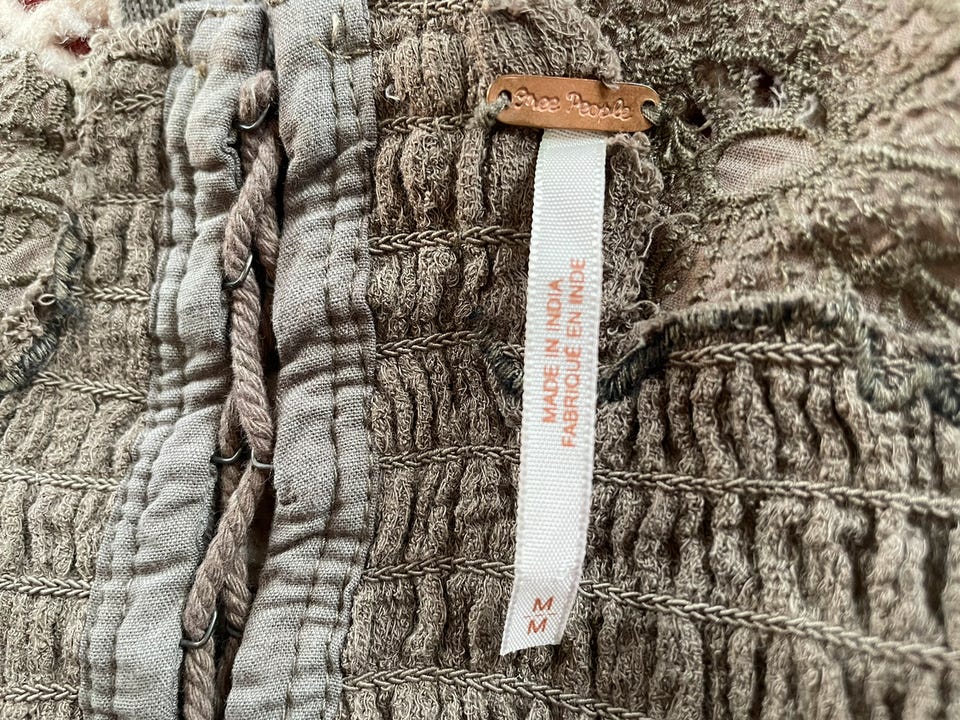 Free People
MADE IN INDIA
FABRIQUÉ EN INDE
M
M